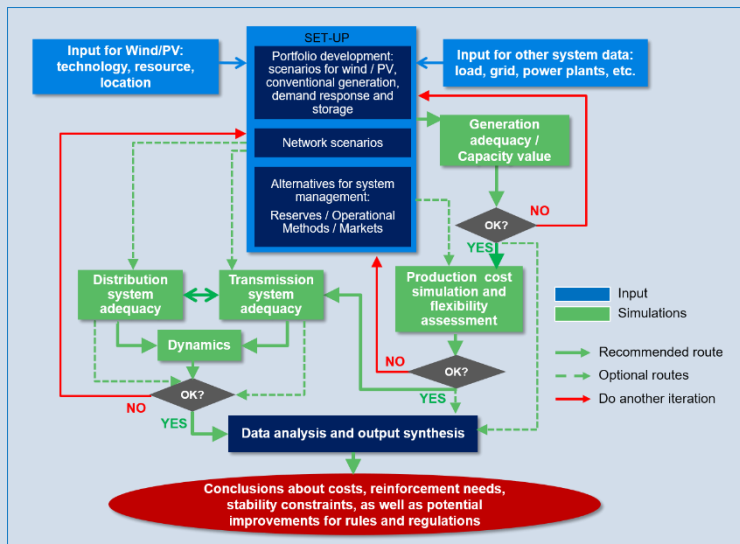 SET-UP
Input for Wind/PV:
technology, resource,
location
Portfolio development:
scenarios for wind / PV,
conventional generation,
demand response and
storage
Input for other system data:
load, grid, power plants, etc.
Network scenarios
Generation
adequacy /
Capacity value
Alternatives for system
management:
Reserves / Operational
Methods / Markets
OK?
NO
YES
Distribution
system
adequacy
Transmission
system
adequacy
Production cost
simulation and
flexibility
assessment
Input
Simulations
Dynamics
Recommended route
Optional routes
Do another iteration
NO
OK?
YES
OK?
NO
YES
Data analysis and output synthesis
Conclusions about costs, reinforcement needs,
stability constraints, as well as potential
improvements for rules and regulations